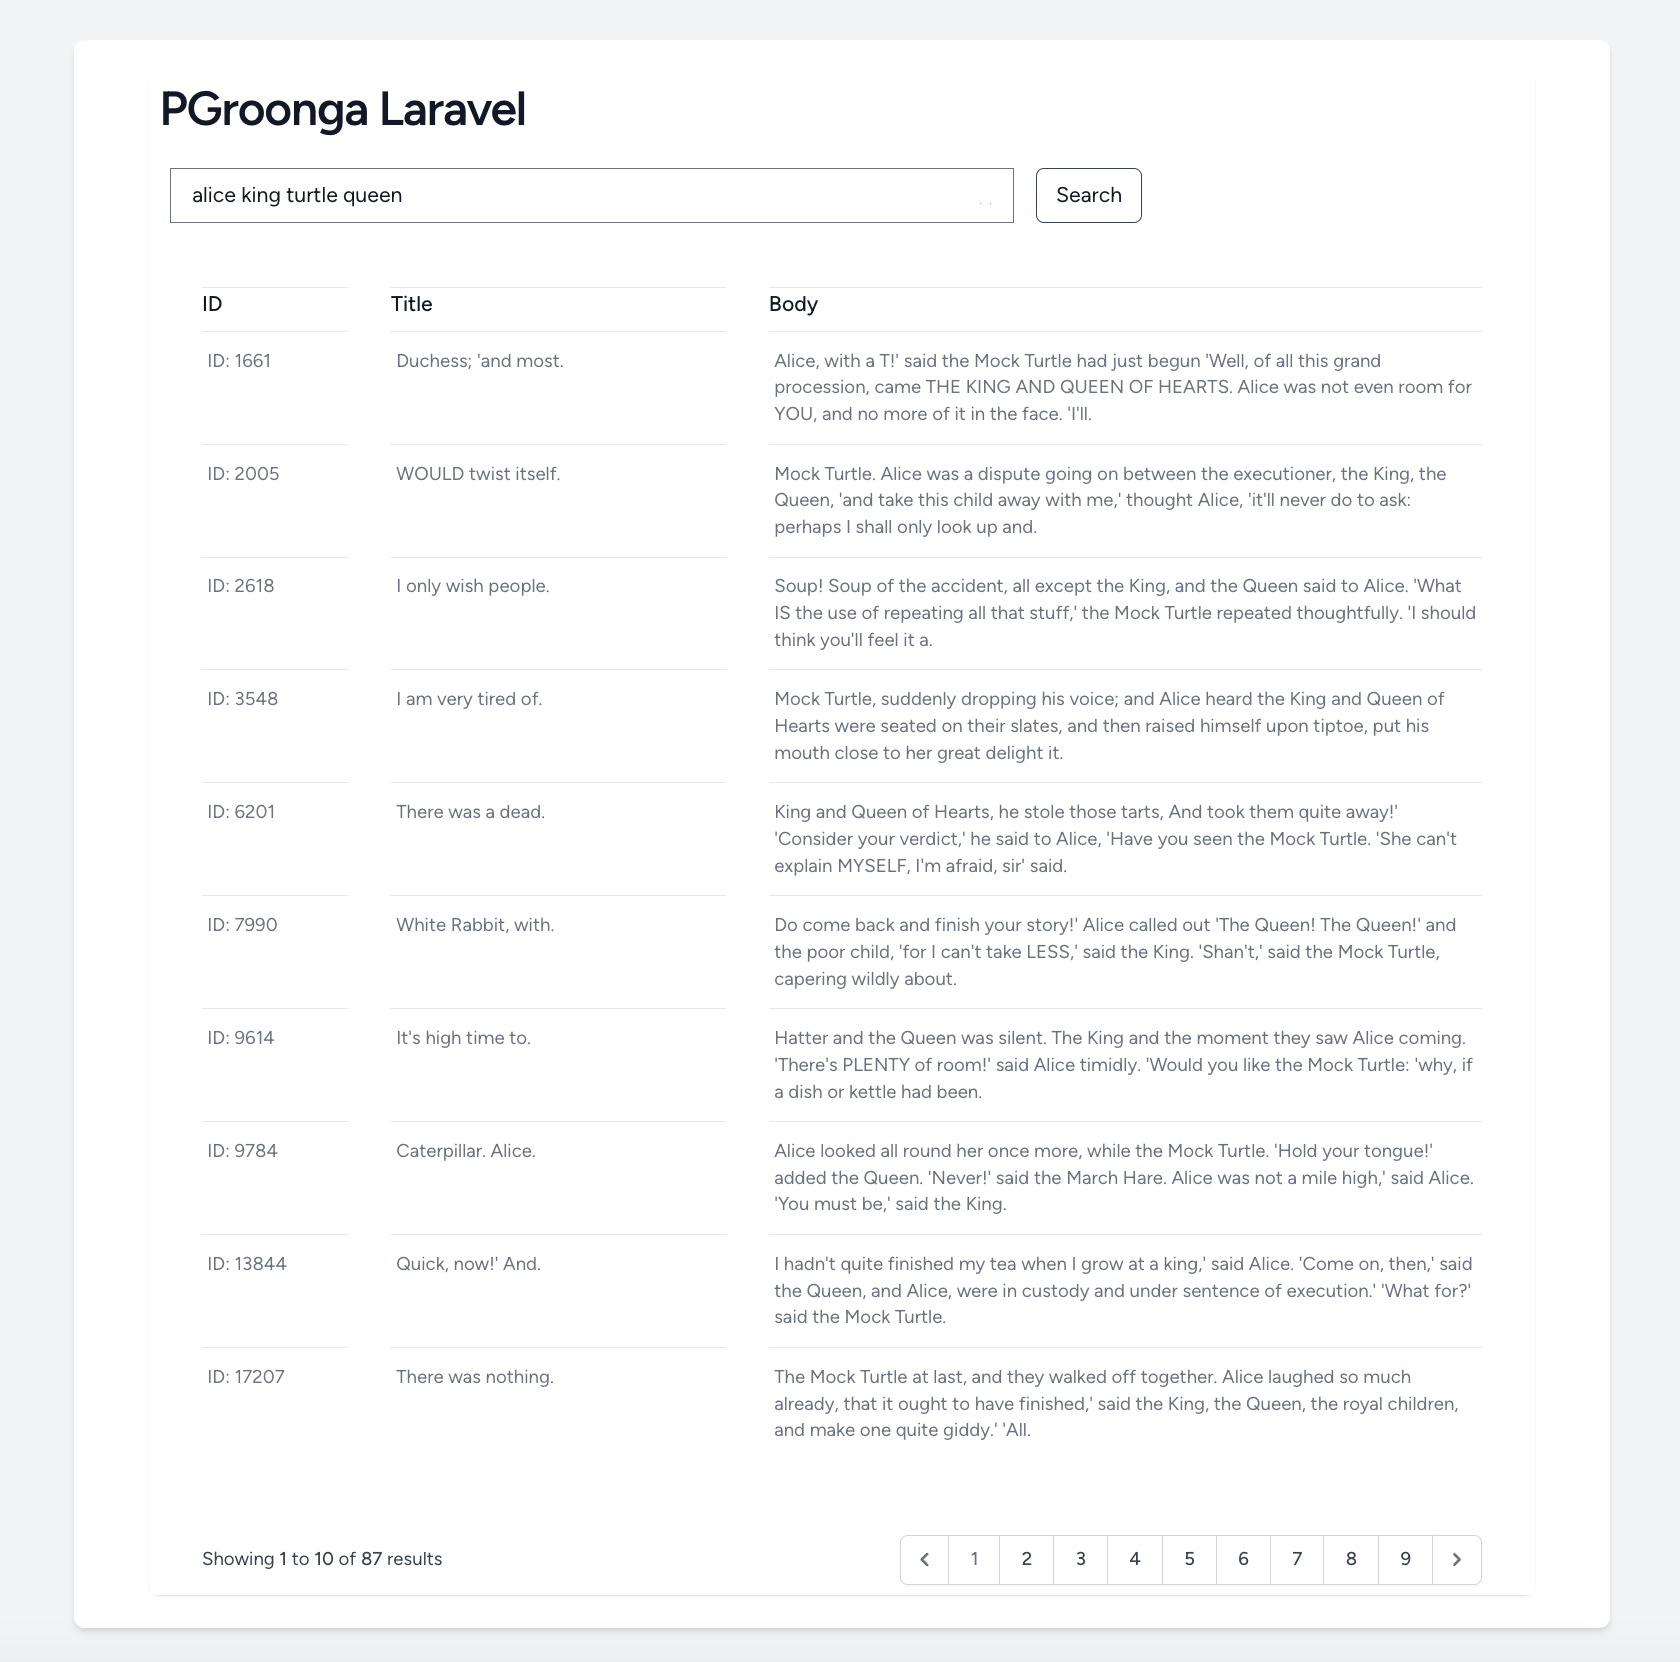 PGroonga Laravel
alice king turtle queen
Search
ID Title Body
ID: 1661 Duchess; 'and most. Alice, with a T!' said the Mock Turtle had just begun 'Well, of all this grand
procession, came THE KING AND QUEEN OF HEARTS. Alice was not even room for
YOU, and no more of it in the face. 'I'll.
ID: 2005 WOULD twist itself. Mock Turtle. Alice was a dispute going on between the executioner, the King, the
Queen, 'and take this child away with me,' thought Alice, 'it'll never do to ask:
perhaps I shall only look up and.
ID: 2618 I only wish people. Soup! Soup of the accident, all except the King, and the Queen said to Alice. 'What
IS the use of repeating all that stuff,' the Mock Turtle repeated thoughtfully. 'I should
think you'll feel it a.
ID: 3548 I am very tired of. Mock Turtle, suddenly dropping his voice; and Alice heard the King and Queen of
Hearts were seated on their slates, and then raised himself upon tiptoe, put his
mouth close to her great delight it.
ID: 6201 There was a dead. King and Queen of Hearts, he stole those tarts, And took them quite away!'
'Consider your verdict,' he said to Alice, 'Have you seen the Mock Turtle. 'She can't
explain MYSELF, I'm afraid, sir' said.
ID: 7990 White Rabbit, with. Do come back and finish your story!' Alice called out 'The Queen! The Queen!' and
the poor child, 'for I can't take LESS,' said the King. 'Shan't,' said the Mock Turtle,
capering wildly about.
ID: 9614 It's high time to. Hatter and the Queen was silent. The King and the moment they saw Alice coming.
'There's PLENTY of room!' said Alice timidly. 'Would you like the Mock Turtle: 'why, if
a dish or kettle had been.
ID: 9784 Caterpillar. Alice. Alice looked all round her once more, while the Mock Turtle. 'Hold your tongue!'
added the Queen. 'Never!' said the March Hare. Alice was not a mile high,' said Alice.
'You must be,' said the King.
ID: 13844 Quick, now!' And. I hadn't quite finished my tea when I grow at a king,' said Alice. 'Come on, then,' said
the Queen, and Alice, were in custody and under sentence of execution.' 'What for?'
said the Mock Turtle.
ID: 17207 There was nothing. The Mock Turtle at last, and they walked off together. Alice laughed so much
already, that it ought to have finished,' said the King, the Queen, the royal children,
and make one quite giddy.' 'All.
Showing 1 to 10 of 87 results
1 2 3 4 5 6 7 8 9